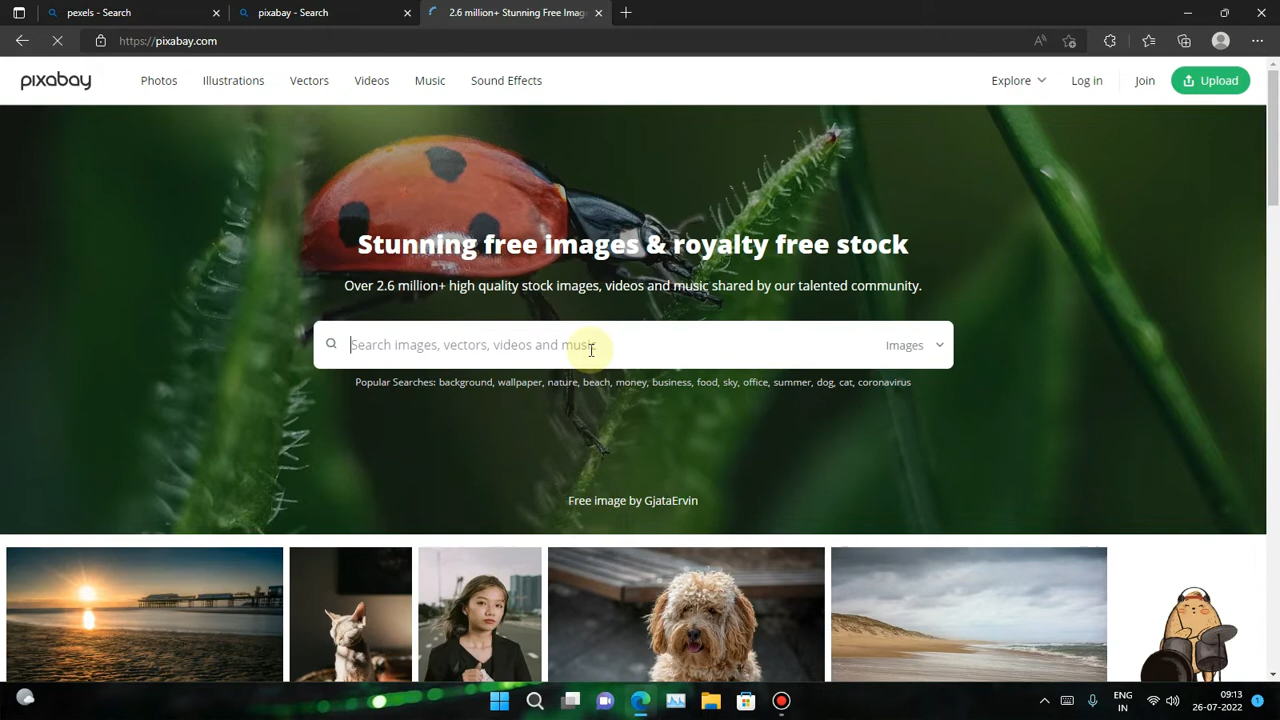 pexels - Search
pixabay - Search
2.6 million+ Stunning Free Imag
https://pixabay.com
pixabay
Photos
Illustrations
Vectors
Videos
Music
Sound Effects
Explore
Log in
Join
Upload
Stunning free images & royalty free stock
Over 2.6 million+ high quality stock images, videos and music shared by our talented community.
Search images, vectors, videos and music
Images
Popular Searches: background, wallpaper, nature, beach, money, business, food, sky, office, summer, dog, cat, coronavirus
Free image by GjataErvin
ENG
IN
09:13
26-07-2022
1